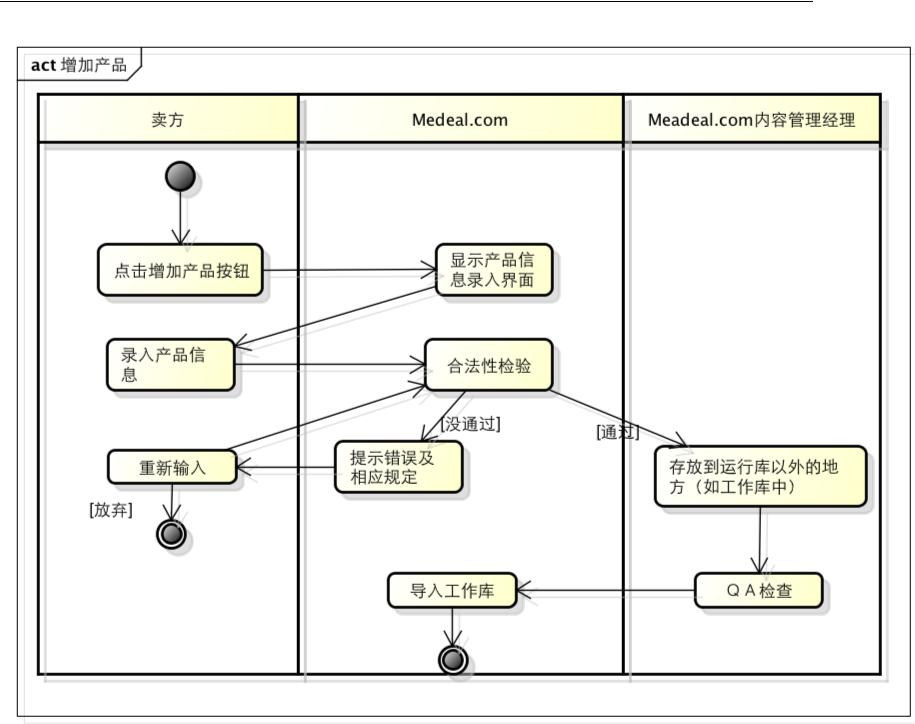 act 增加产品
卖方
Medeal.com
Meadeal.com内容管理经理
点击增加产品按钮
显示产品信
息录入界面
录入产品信
息
合法性检验
[没通过]
[通过]
重新输入
提示错误及
相应规定
存放到运行库以外的地
方（如工作库中）
[放弃]
导入工作库
ＱＡ检查